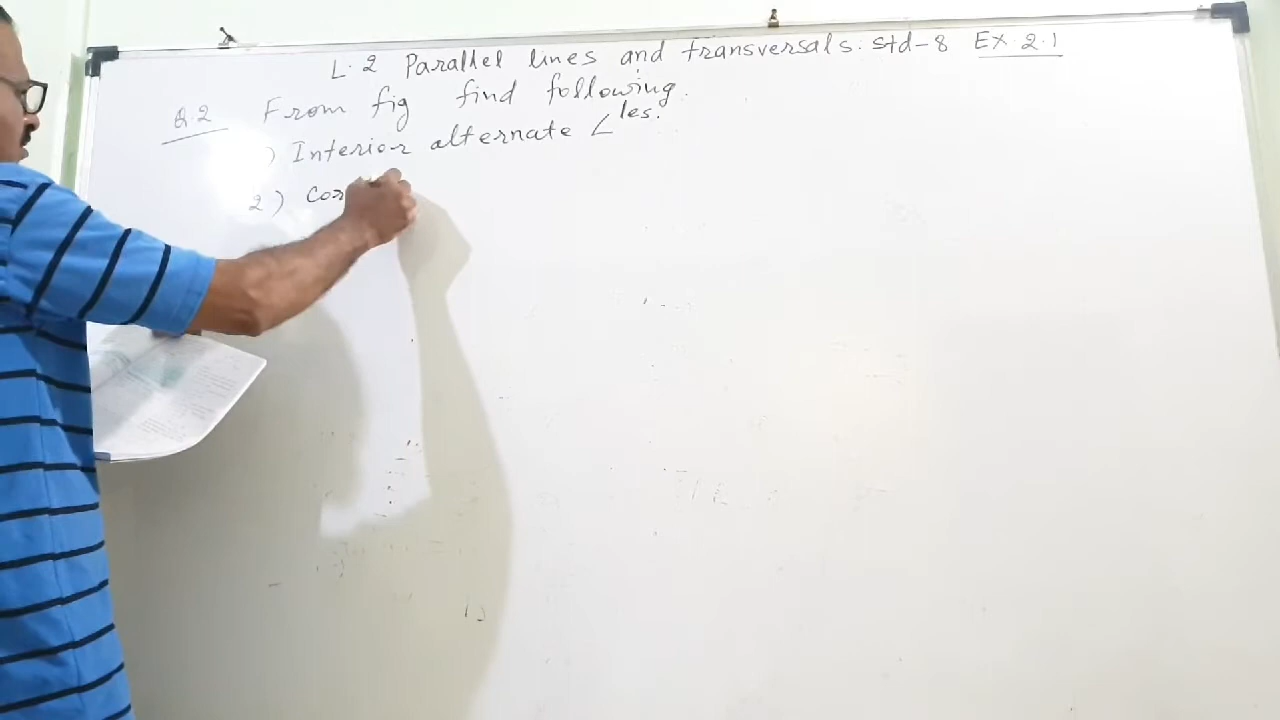 L.2 Parallel lines and transversals. Std-8 EX.2.1
Q.2 From fig find following.
) Interior alternate ∠les.
2) Cor